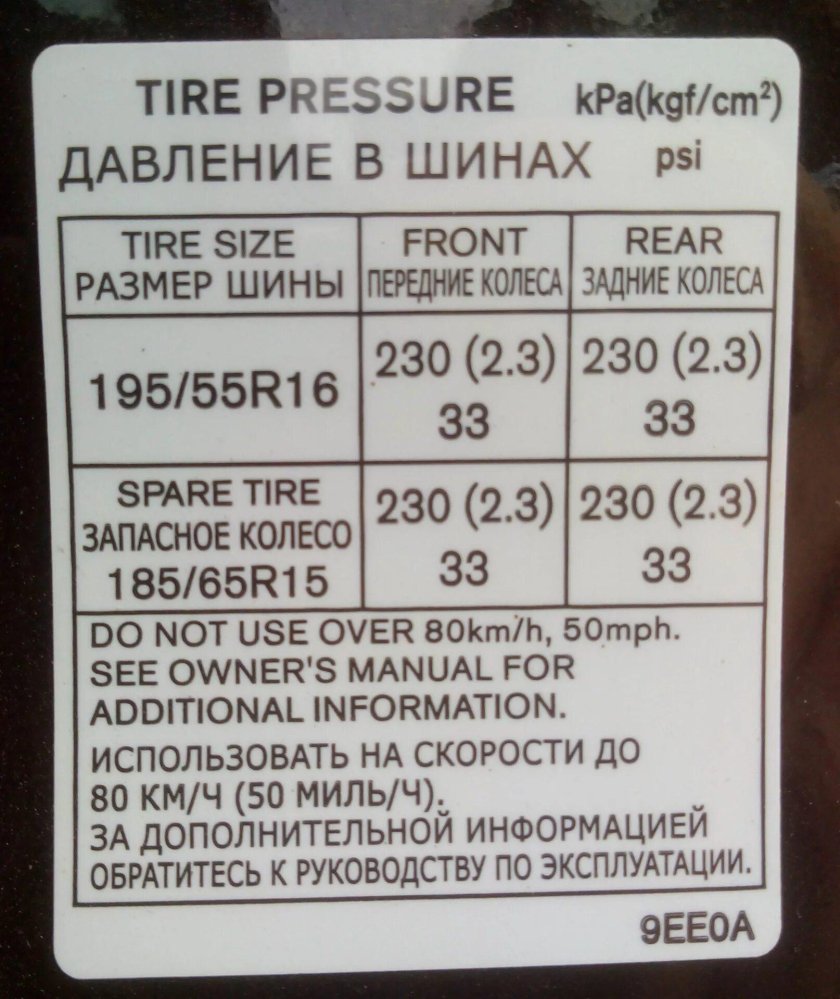 TIRE PRESSURE kPa(kgf/cm²)
ДАВЛЕНИЕ В ШИНАХ psi
TIRE SIZE FRONT REAR
РАЗМЕР ШИНЫ ПЕРЕДНИЕ КОЛЕСА ЗАДНИЕ КОЛЕСА
195/55R16 230 (2.3) 230 (2.3)
33 33
SPARE TIRE 230 (2.3) 230 (2.3)
ЗАПАСНОЕ КОЛЕСО
185/65R15 33 33
DO NOT USE OVER 80km/h, 50mph.
SEE OWNER'S MANUAL FOR
ADDITIONAL INFORMATION.
ИСПОЛЬЗОВАТЬ НА СКОРОСТИ ДО
80 КМ/Ч (50 МИЛЬ/Ч).
ЗА ДОПОЛНИТЕЛЬНОЙ ИНФОРМАЦИЕЙ
ОБРАТИТЕСЬ К РУКОВОДСТВУ ПО ЭКСПЛУАТАЦИИ.
9EE0A